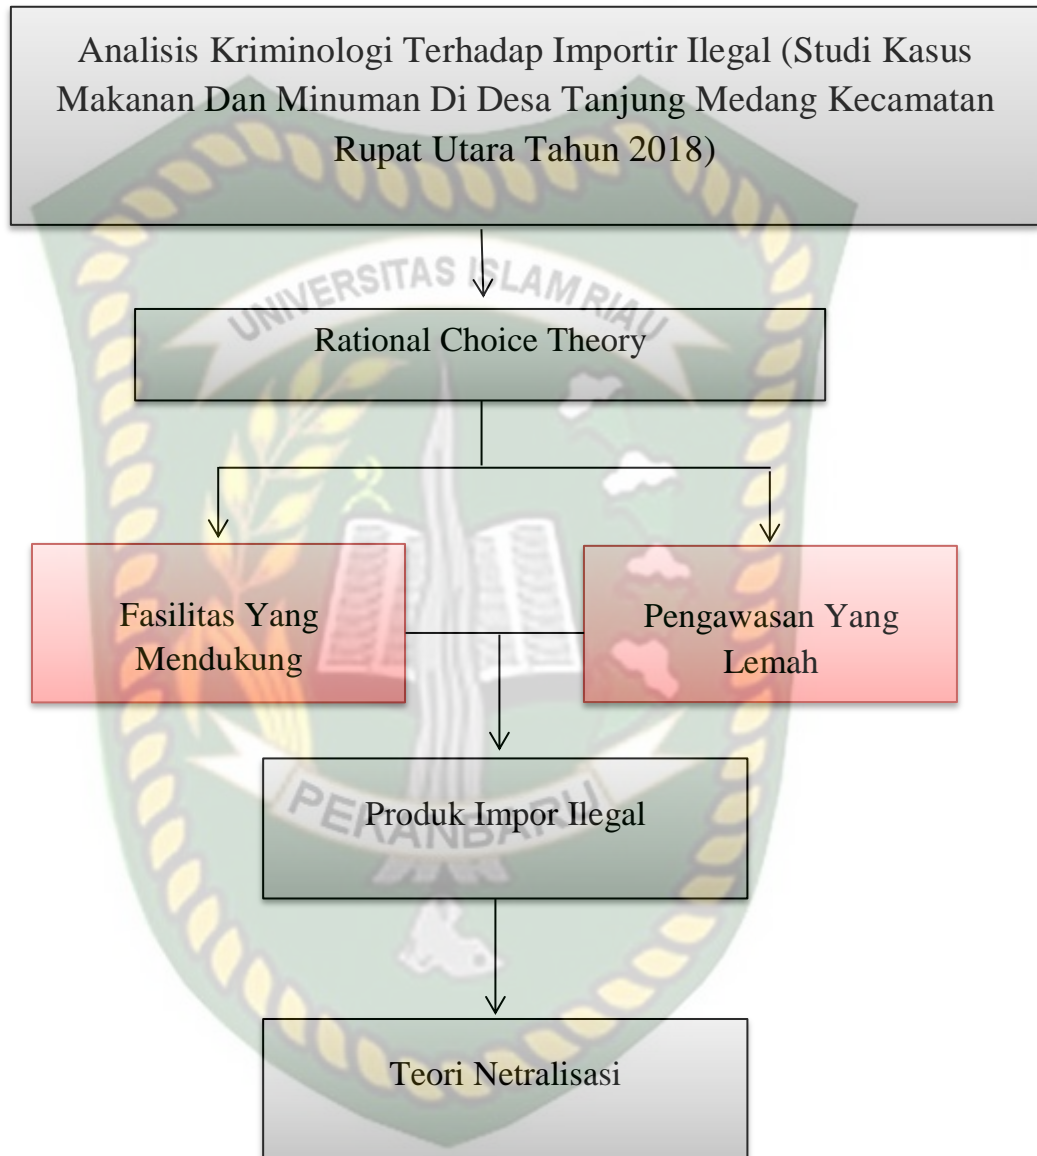 Analisis Kriminologi Terhadap Importir Ilegal (Studi Kasus
Makanan Dan Minuman Di Desa Tanjung Medang Kecamatan
Rupat Utara Tahun 2018)
UNIVERSITAS ISLAM RIAU
Rational Choice Theory
Fasilitas Yang
Mendukung
Pengawasan Yang
Lemah
Produk Impor Ilegal
PEKANBARU
Teori Netralisasi